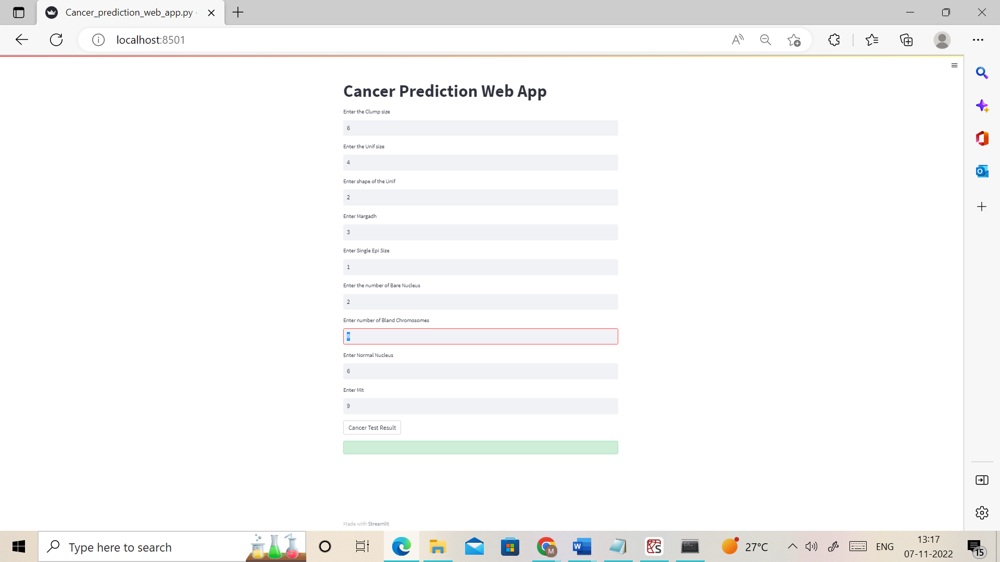 Cancer_prediction_web_app.py ·
localhost:8501
Cancer Prediction Web App
Enter the Clump size
6
Enter the Unif size
4
Enter shape of the Unif
2
Enter Margadh
3
Enter Single Epi Size
1
Enter the number of Bare Nucleus
2
Enter number of Bland Chromosomes
8
Enter Normal Nucleus
6
Enter Mit
9
Cancer Test Result
Made with Streamlit
Type here to search
M
W
27°C
ENG
13:17
07-11-2022
15